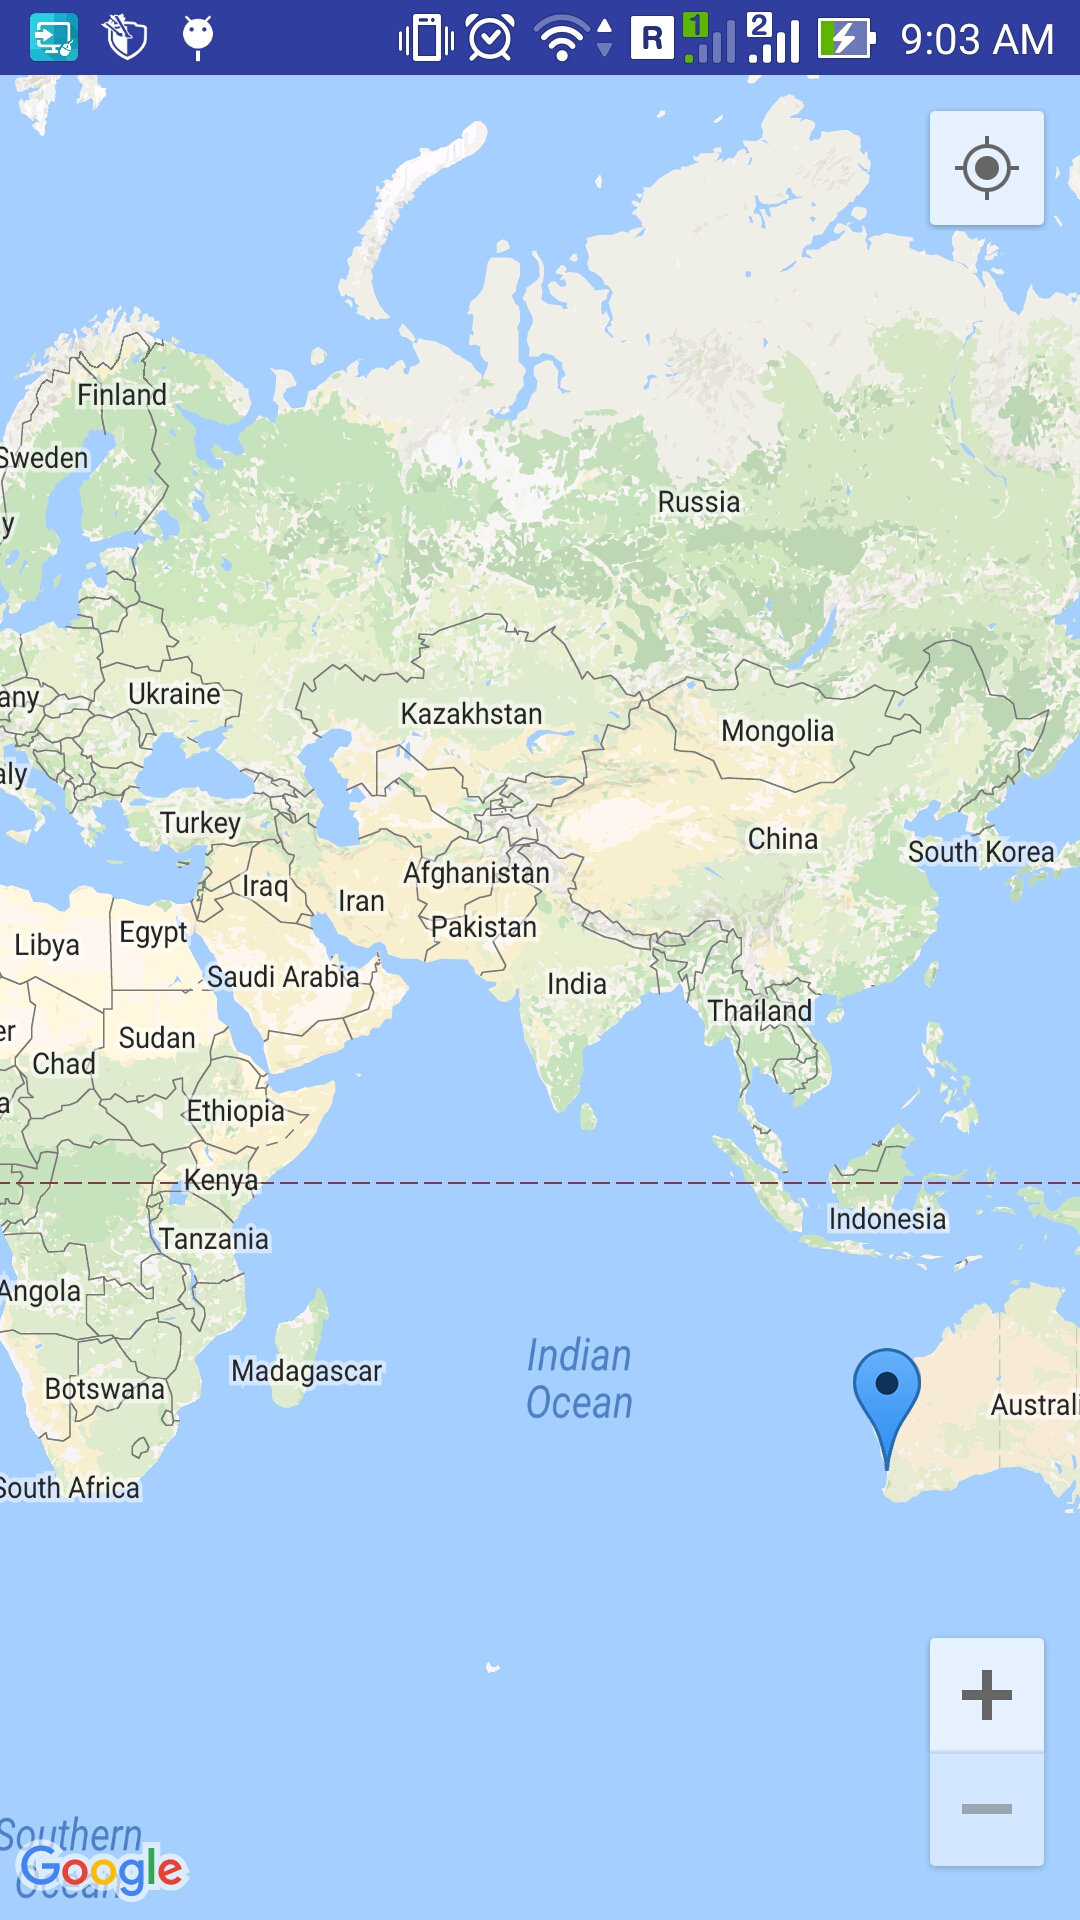 R 1 2 9:03 AM
Finland
Sweden
y
Russia
Ukraine
any
Kazakhstan
Mongolia
aly
Turkey
China
South Korea
Afghanistan
Iraq
Iran
Pakistan
Egypt
Libya
Saudi Arabia
India
Thailand
er
Sudan
Chad
a
Ethiopia
Kenya
Indonesia
Tanzania
Angola
Indian
Ocean
Madagascar
Botswana
Australi
South Africa
Southern
Ocean
Google